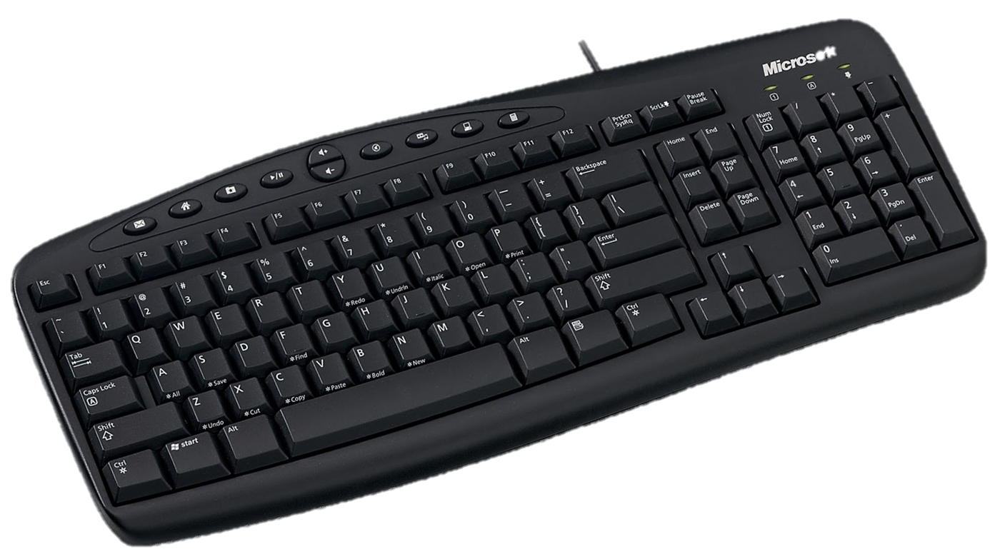 Microsoft
PrtScn SysRq
ScrLk
Pause Break
Esc
F1 F2 F3 F4 F5 F6 F7 F8 F9 F10 F11 F12
~ `
! 1
@ 2
# 3
$ 4
% 5
^ 6
& 7
* 8
( 9
) 0
— –
+ =
Backspace
Tab
Q
W
E
R
T
Y Redo
U Undrln
I Italic
O Open
P Print
{ [
} ]
| \
Caps Lock A
A All
S Save
D
F Find
G
H
J
K
L
: ;
" '
Enter
Shift
Z Undo
X Cut
C Copy
V Paste
B Bold
N New
M
< ,
> .
? /
Shift
Ctrl
start
Alt
Alt
Ctrl
Home
End
Insert
Page Up
Delete
Page Down
↑
← ↓ →
1 A
Num Lock 1
/
*
-
7 Home
8 ↑
9 PgUp
+
4 ←
5
6 →
1 End
2 ↓
3 PgDn
Enter
0 Ins
. Del